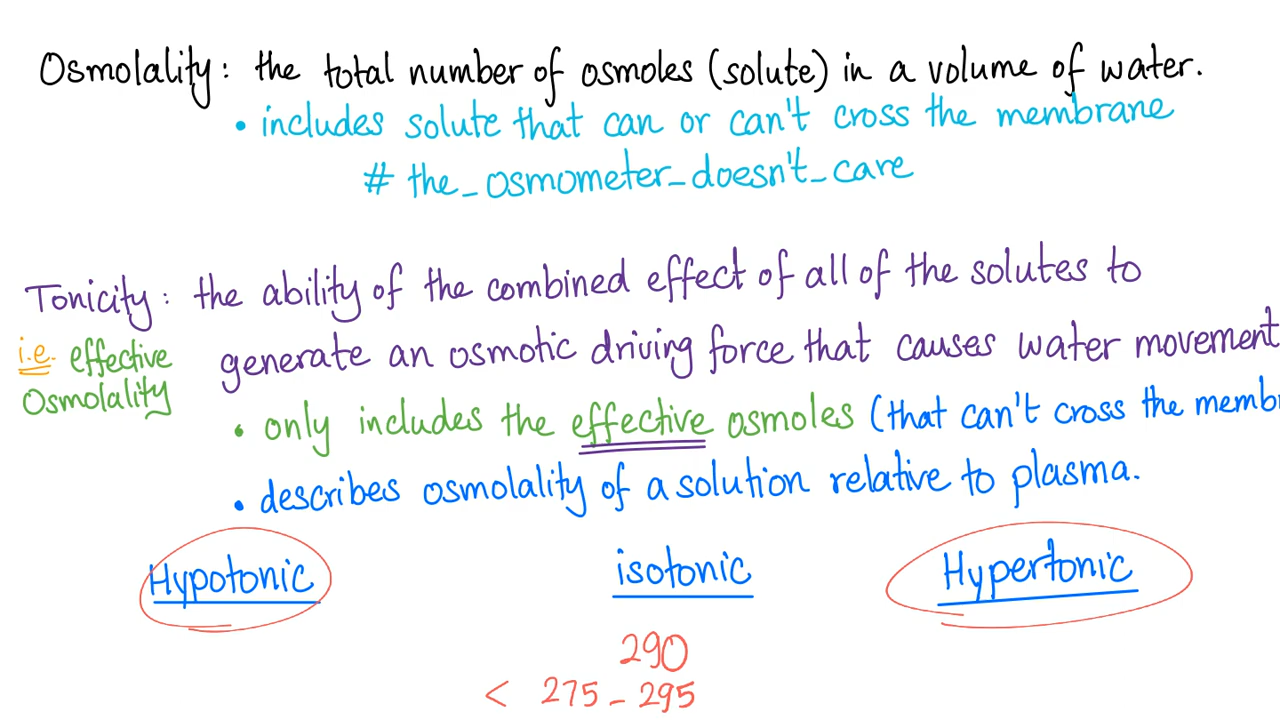 Osmolality: the total number of osmoles (solute) in a volume of water.
• includes solute that can or can't cross the membrane
# the_osmometer_doesn't_care
Tonicity: the ability of the combined effect of all of the solutes to
i.e. effective generate an osmotic driving force that causes water movement
Osmolality
• only includes the effective osmoles (that can't cross the memb
• describes osmolality of a solution relative to plasma.
Hypotonic isotonic Hypertonic
290
< 275 - 295